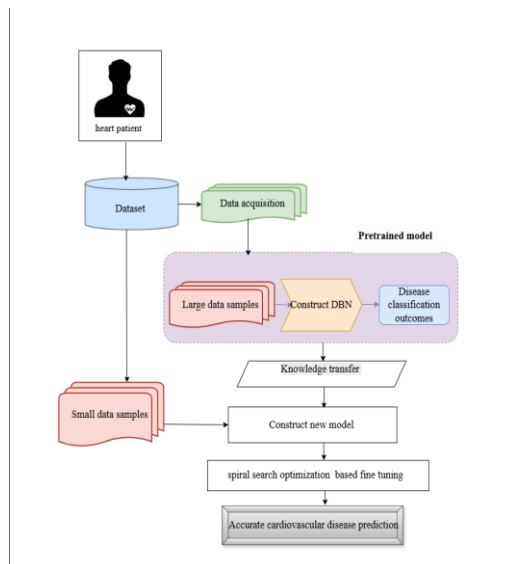 heart patient
Dataset
Data acquisition
Pretrained model
Large data samples
Construct DBN
Disease
classification
outcomes
Knowledge transfer
Small data samples
Construct new model
spiral search optimization based fine tuning
Accurate cardiovascular disease prediction